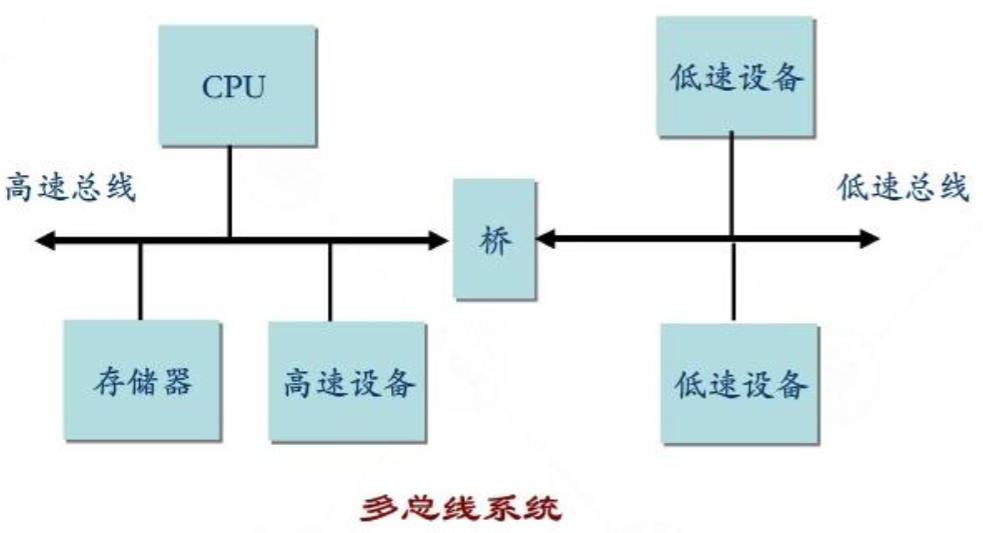 CPU
低速设备
高速总线
低速总线
桥
存储器
高速设备
低速设备
多总线系统